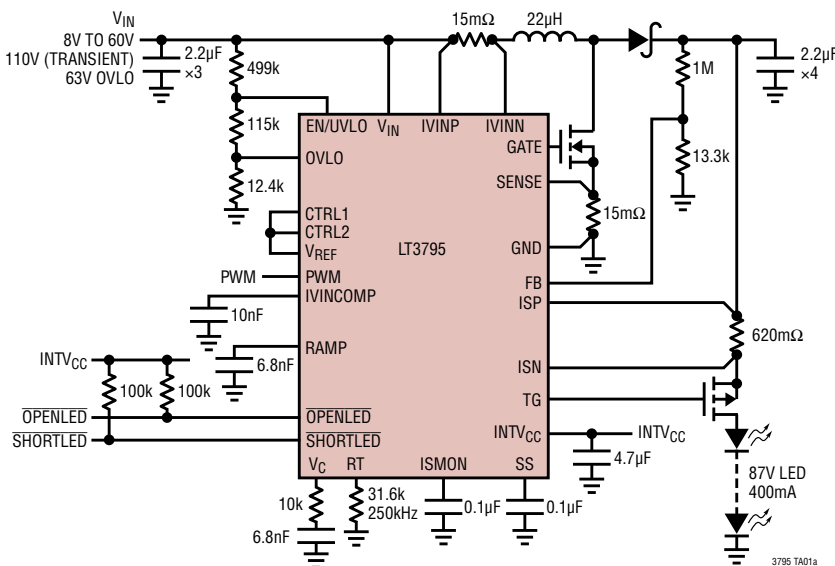 VIN
8V TO 60V
110V (TRANSIENT)
63V OVLO
2.2µF
×3
499k
115k
12.4k
15mΩ
22µH
1M
13.3k
2.2µF
×4
EN/UVLO
VIN
IVINP
IVINN
OVLO
GATE
SENSE
15mΩ
CTRL1
CTRL2
VREF
LT3795
GND
PWM
PWM
IVINCOMP
FB
ISP
10nF
RAMP
6.8nF
620mΩ
INTVCC
100k
100k
ISN
TG
OPENLED
OPENLED
SHORTLED
SHORTLED
INTVCC
INTVCC
4.7µF
VC
RT
ISMON
SS
10k
6.8nF
31.6k
250kHz
0.1µF
0.1µF
87V LED
400mA
3795 TA01a